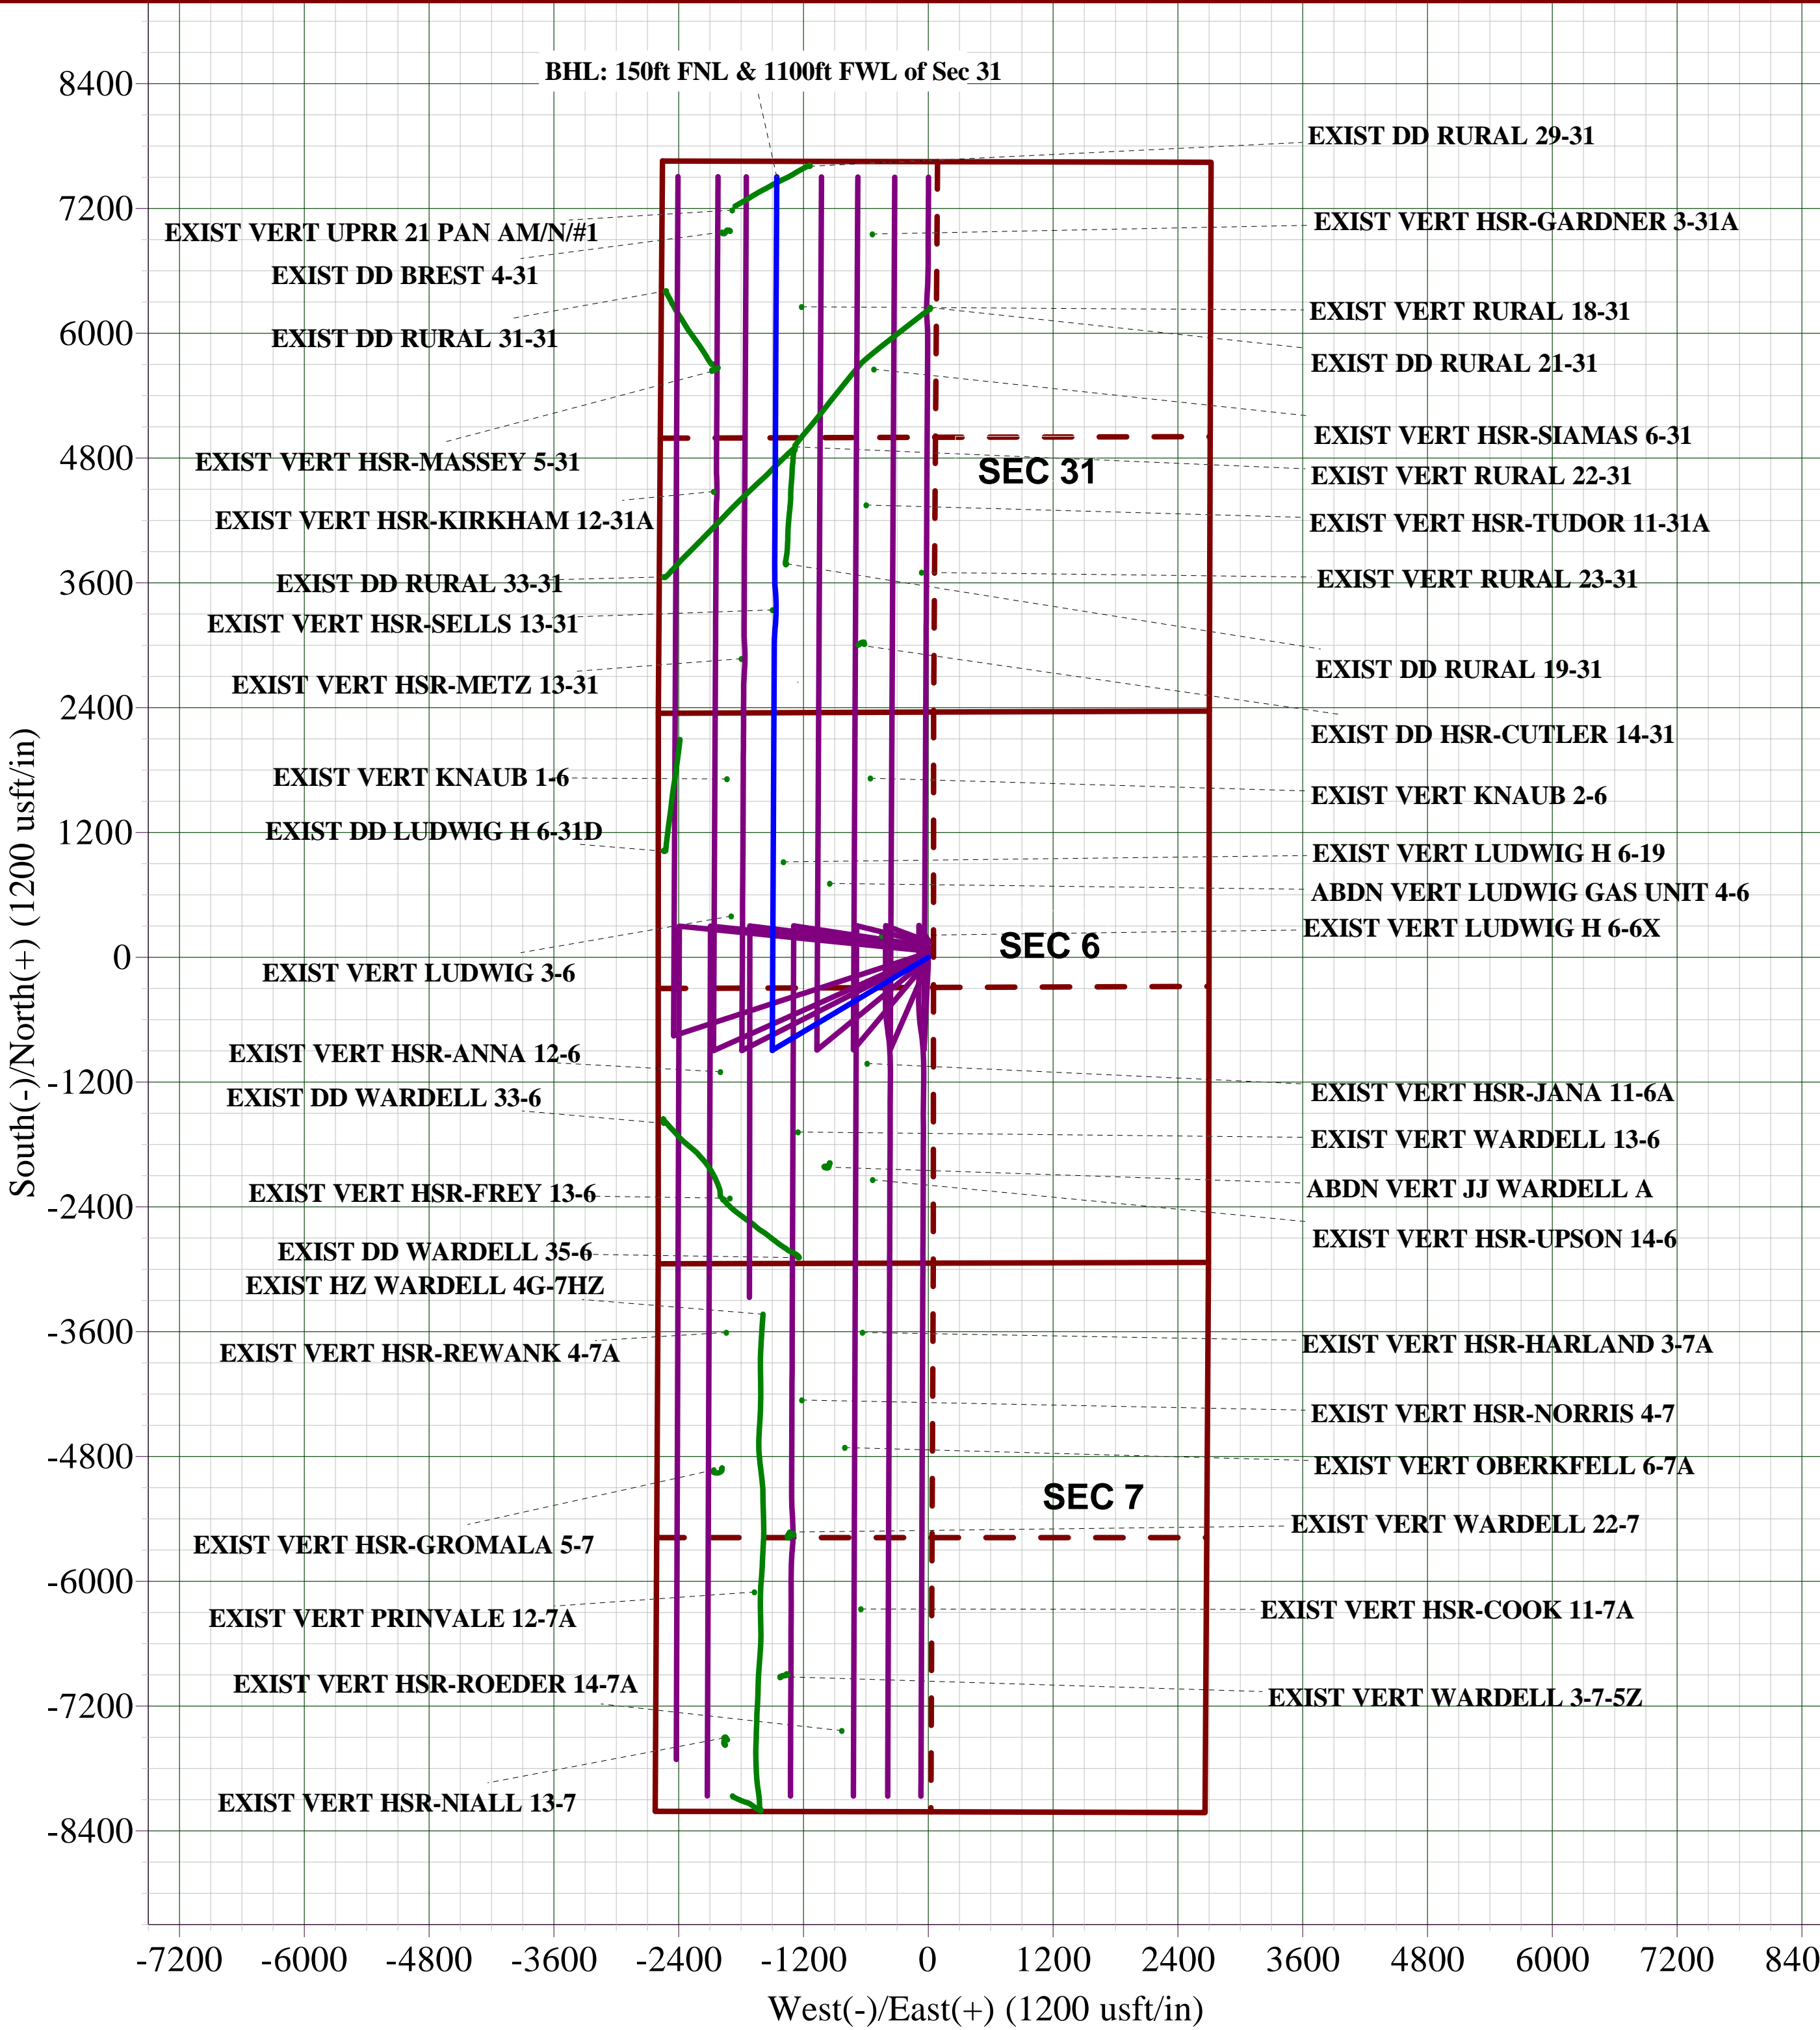 BHL: 150ft FNL & 1100ft FWL of Sec 31
8400
7200
6000
4800
3600
2400
1200
0
-1200
-2400
-3600
-4800
-6000
-7200
-8400
South(-)/North(+) (1200 usft/in)
EXIST VERT UPRR 21 PAN AM/N/#1
EXIST DD BREST 4-31
EXIST DD RURAL 31-31
EXIST VERT HSR-MASSEY 5-31
EXIST VERT HSR-KIRKHAM 12-31A
EXIST DD RURAL 33-31
EXIST VERT HSR-SELLS 13-31
EXIST VERT HSR-METZ 13-31
EXIST VERT KNAUB 1-6
EXIST DD LUDWIG H 6-31D
EXIST VERT LUDWIG 3-6
EXIST VERT HSR-ANNA 12-6
EXIST DD WARDELL 33-6
EXIST VERT HSR-FREY 13-6
EXIST DD WARDELL 35-6
EXIST HZ WARDELL 4G-7HZ
EXIST VERT HSR-REWANK 4-7A
EXIST VERT HSR-GROMALA 5-7
EXIST VERT PRINVALE 12-7A
EXIST VERT HSR-ROEDER 14-7A
EXIST VERT HSR-NIALL 13-7
SEC 31
SEC 6
SEC 7
EXIST DD RURAL 29-31
EXIST VERT HSR-GARDNER 3-31A
EXIST VERT RURAL 18-31
EXIST DD RURAL 21-31
EXIST VERT HSR-SIAMAS 6-31
EXIST VERT RURAL 22-31
EXIST VERT HSR-TUDOR 11-31A
EXIST VERT RURAL 23-31
EXIST DD RURAL 19-31
EXIST DD HSR-CUTLER 14-31
EXIST VERT KNAUB 2-6
EXIST VERT LUDWIG H 6-19
ABDN VERT LUDWIG GAS UNIT 4-6
EXIST VERT LUDWIG H 6-6X
EXIST VERT HSR-JANA 11-6A
EXIST VERT WARDELL 13-6
ABDN VERT JJ WARDELL A
EXIST VERT HSR-UPSON 14-6
EXIST VERT HSR-HARLAND 3-7A
EXIST VERT HSR-NORRIS 4-7
EXIST VERT OBERKFELL 6-7A
EXIST VERT WARDELL 22-7
EXIST VERT HSR-COOK 11-7A
EXIST VERT WARDELL 3-7-5Z
-7200 -6000 -4800 -3600 -2400 -1200 0 1200 2400 3600 4800 6000 7200 840
West(-)/East(+) (1200 usft/in)